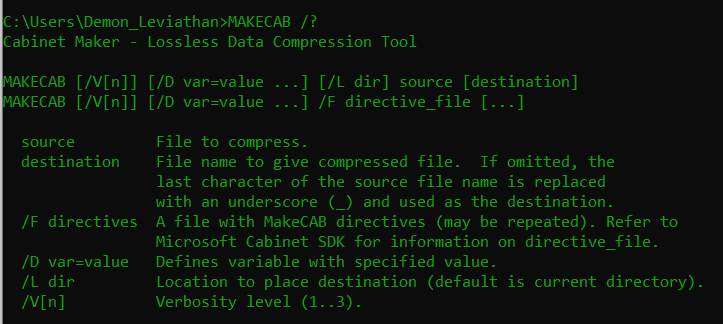 C:\Users\Demon_Leviathan>MAKECAB /?
Cabinet Maker - Lossless Data Compression Tool
MAKECAB [/V[n]] [/D var=value ...] [/L dir] source [destination]
MAKECAB [/V[n]] [/D var=value ...] /F directive_file [...]
source         File to compress.
destination    File name to give compressed file.  If omitted, the
last character of the source file name is replaced
with an underscore (_) and used as the destination.
/F directives  A file with MakeCAB directives (may be repeated). Refer to
Microsoft Cabinet SDK for information on directive_file.
/D var=value   Defines variable with specified value.
/L dir         Location to place destination (default is current directory).
/V[n]          Verbosity level (1..3).